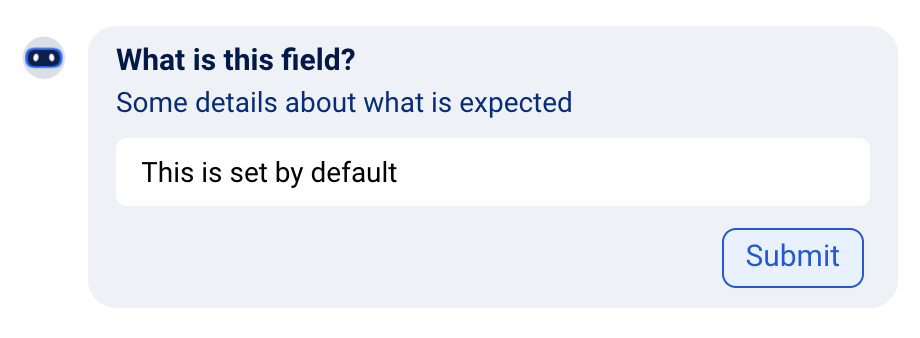 What is this field?
Some details about what is expected
This is set by default
Submit